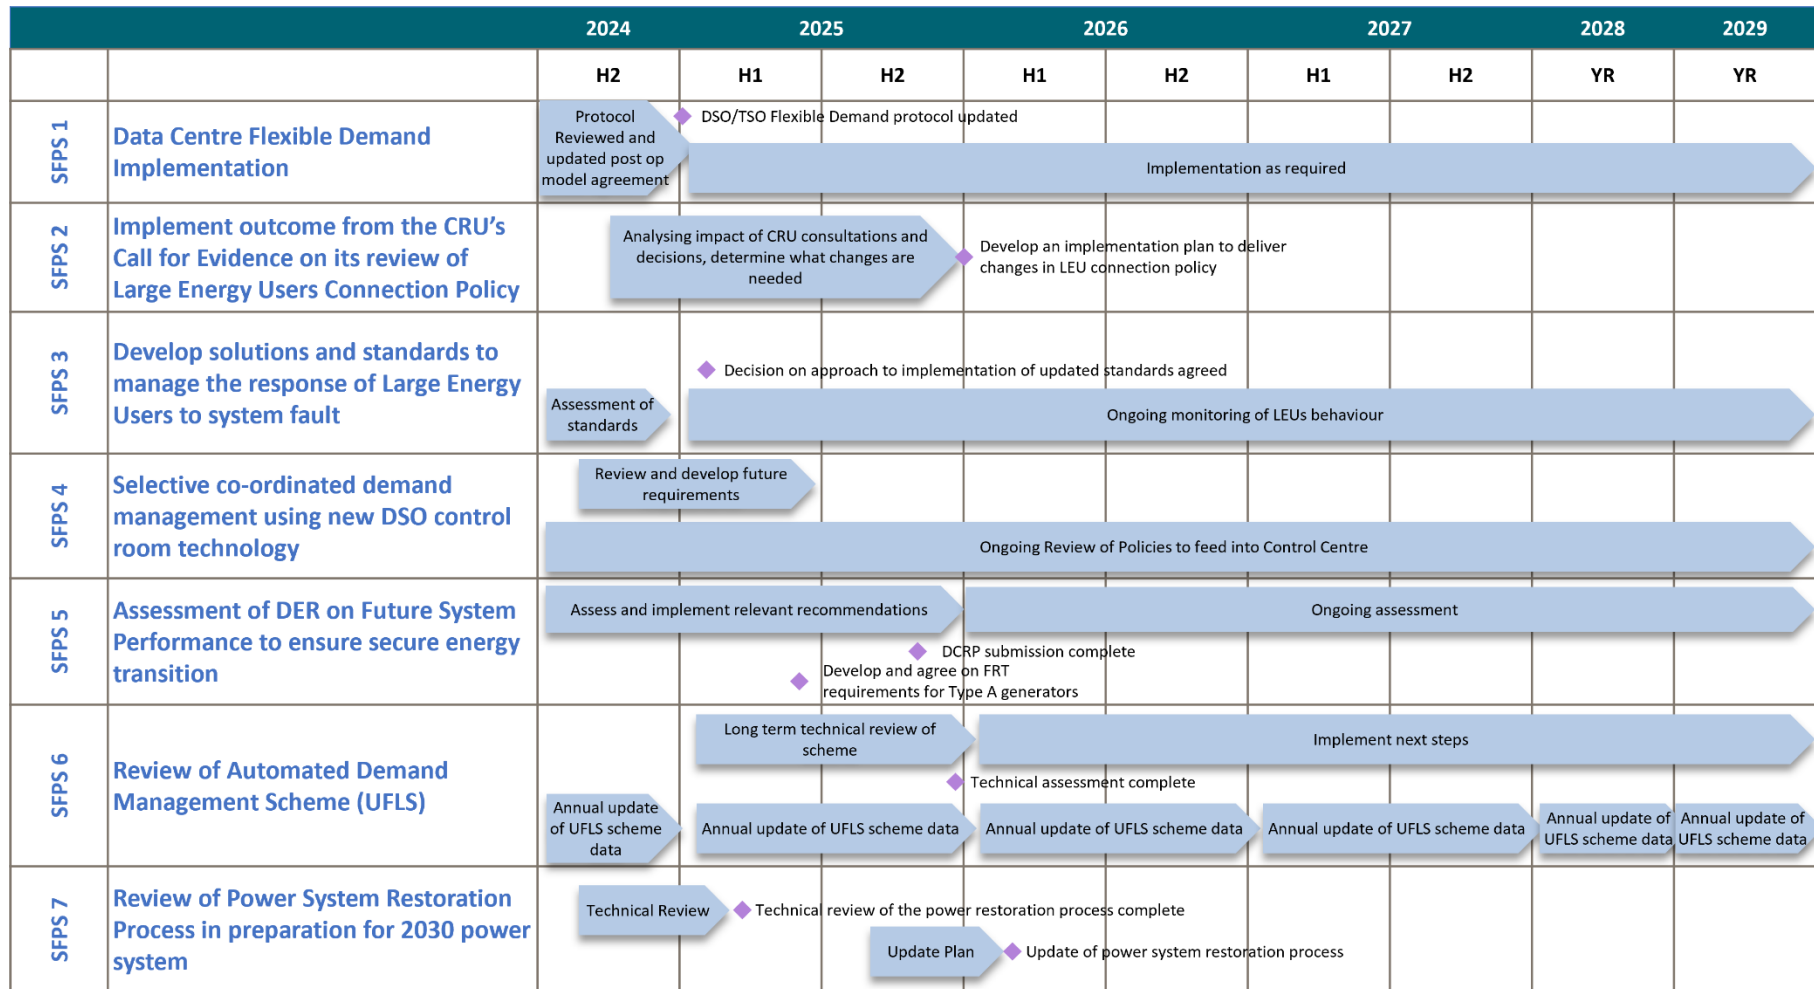 2024 2025 2026 2027 2028 2029
H2 H1 H2 H1 H2 H1 H2 YR YR
SFPS 1
Data Centre Flexible Demand
Implementation
Protocol
Reviewed and
updated post op
model agreement
DSO/TSO Flexible Demand protocol updated
Implementation as required
SFPS 2
Implement outcome from the CRU's
Call for Evidence on its review of
Large Energy Users Connection Policy
Analysing impact of CRU consultations and
decisions, determine what changes are
needed
Develop an implementation plan to deliver
changes in LEU connection policy
SFPS 3
Develop solutions and standards to
manage the response of Large Energy
Users to system fault
Assessment of
standards
Decision on approach to implementation of updated standards agreed
Ongoing monitoring of LEUs behaviour
SFPS 4
Selective co-ordinated demand
management using new DSO control
room technology
Review and develop future
requirements
Ongoing Review of Policies to feed into Control Centre
SFPS 5
Assessment of DER on Future System
Performance to ensure secure energy
transition
Assess and implement relevant recommendations
Ongoing assessment
DCRP submission complete
Develop and agree on FRT
requirements for Type A generators
SFPS 6
Review of Automated Demand
Management Scheme (UFLS)
Long term technical review of
scheme
Implement next steps
Technical assessment complete
Annual update
of UFLS scheme
data
Annual update of UFLS scheme data
Annual update of UFLS scheme data
Annual update of UFLS scheme data
Annual update of
UFLS scheme data
Annual update of
UFLS scheme data
SFPS 7
Review of Power System Restoration
Process in preparation for 2030 power
system
Technical Review
Technical review of the power restoration process complete
Update Plan
Update of power system restoration process